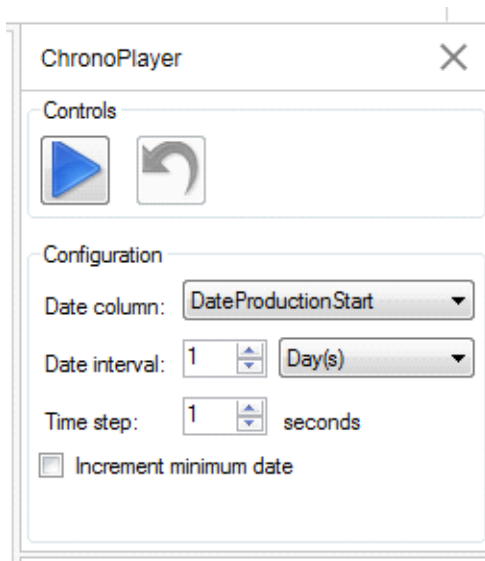 ChronoPlayer
Controls
Configuration
Date column: DateProductionStart
Date interval: 1 Day(s)
Time step: 1 seconds
Increment minimum date